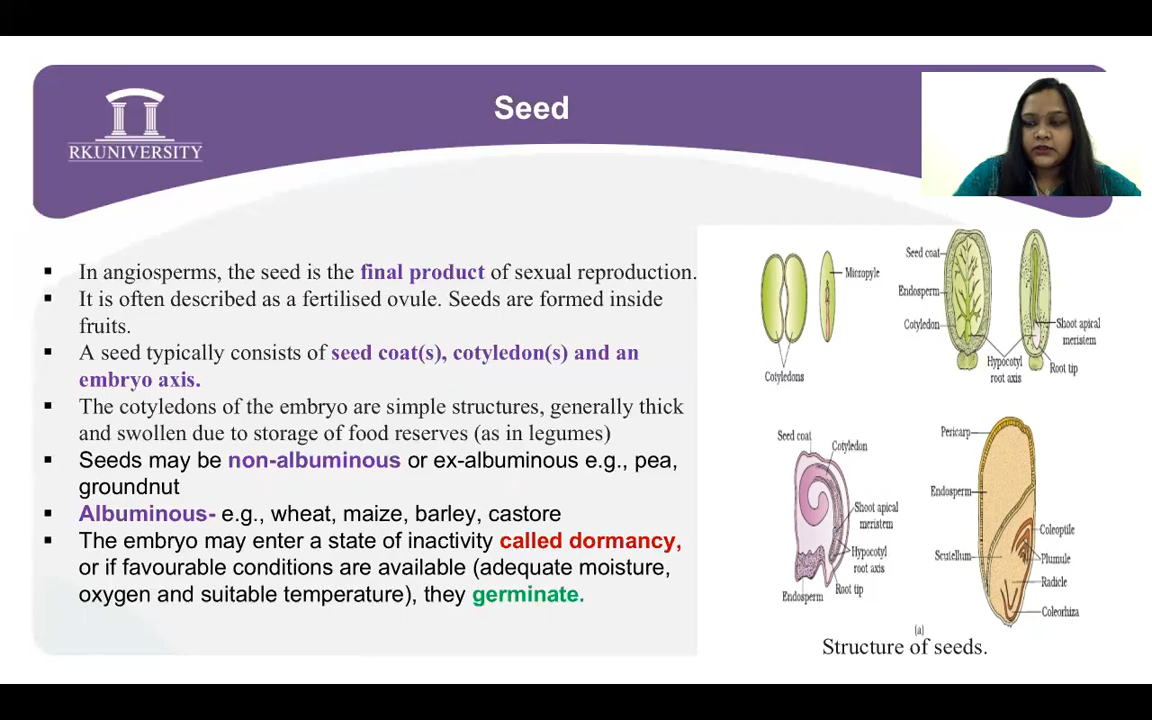 Seed
RKUNIVERSITY
▪ In angiosperms, the seed is the final product of sexual reproduction.
▪ It is often described as a fertilised ovule. Seeds are formed inside
fruits.
▪ A seed typically consists of seed coat(s), cotyledon(s) and an
embryo axis.
▪ The cotyledons of the embryo are simple structures, generally thick
and swollen due to storage of food reserves (as in legumes)
▪ Seeds may be non-albuminous or ex-albuminous e.g., pea,
groundnut
▪ Albuminous- e.g., wheat, maize, barley, castore
▪ The embryo may enter a state of inactivity called dormancy,
or if favourable conditions are available (adequate moisture,
oxygen and suitable temperature), they germinate.
Micropyle
Cotyledons
Seed coat
Endosperm
Cotyledon
Shoot apical
meristem
Hypocotyl
root axis
Root tip
Seed coat
Cotyledon
Shoot apical
meristem
Hypocotyl
root axis
Root tip
Endosperm
Pericarp
Endosperm
Coleoptile
Scutellum
Plumule
Radicle
Coleorhiza
(a)
Structure of seeds.